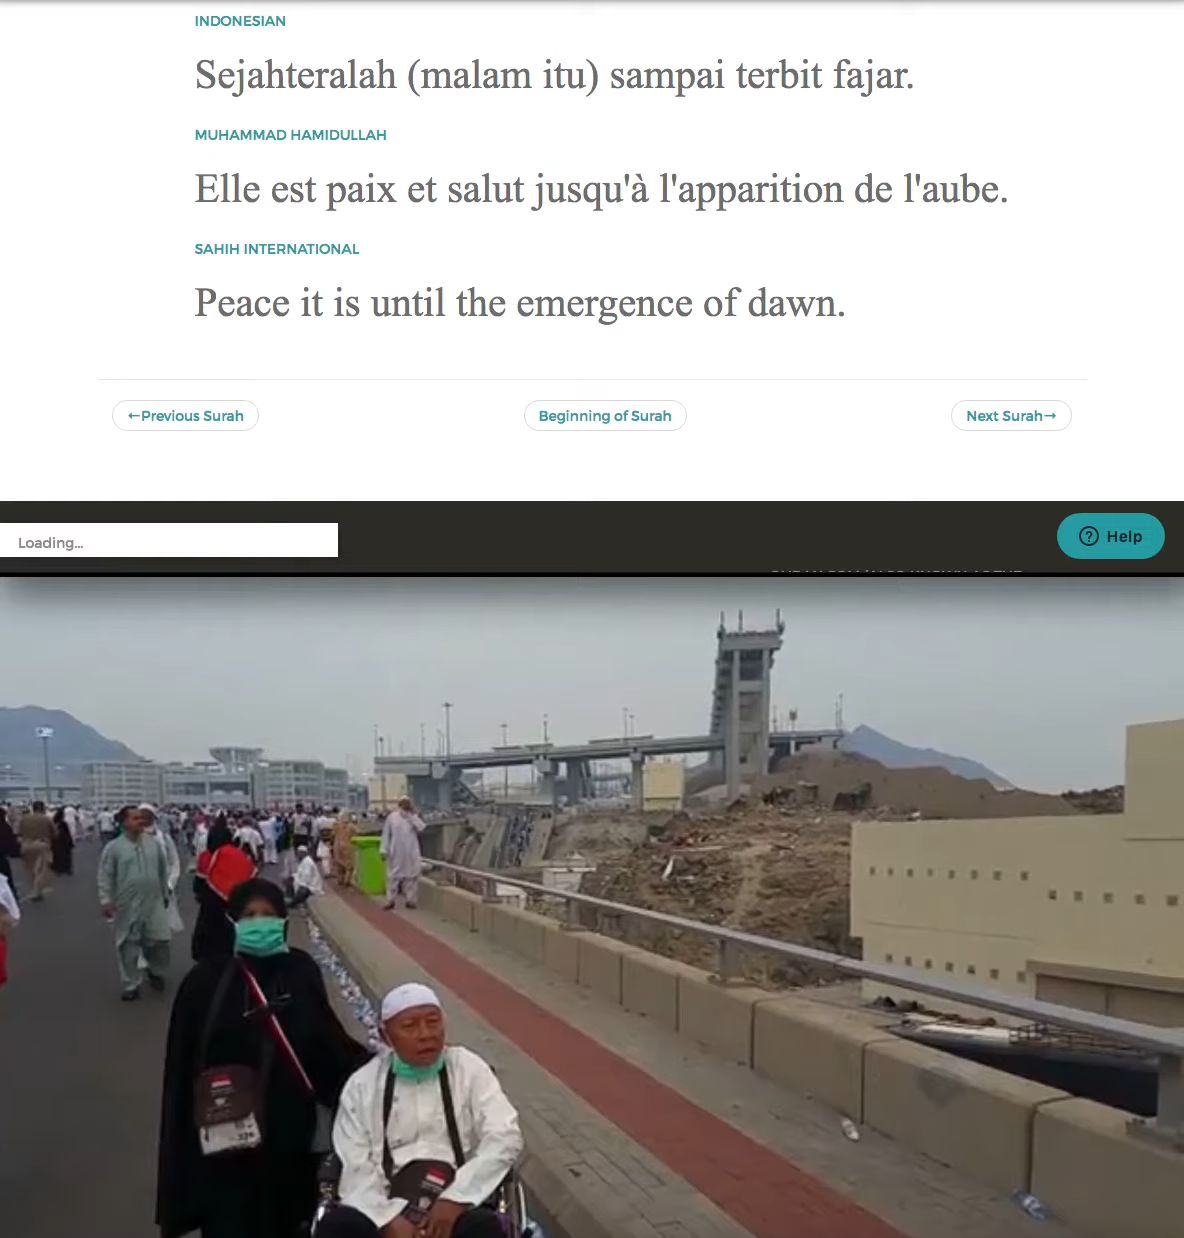 INDONESIAN
Sejahteralah (malam itu) sampai terbit fajar.
MUHAMMAD HAMIDULLAH
Elle est paix et salut jusqu'à l'apparition de l'aube.
SAHIH INTERNATIONAL
Peace it is until the emergence of dawn.
←Previous Surah
Beginning of Surah
Next Surah→
Loading...
? Help